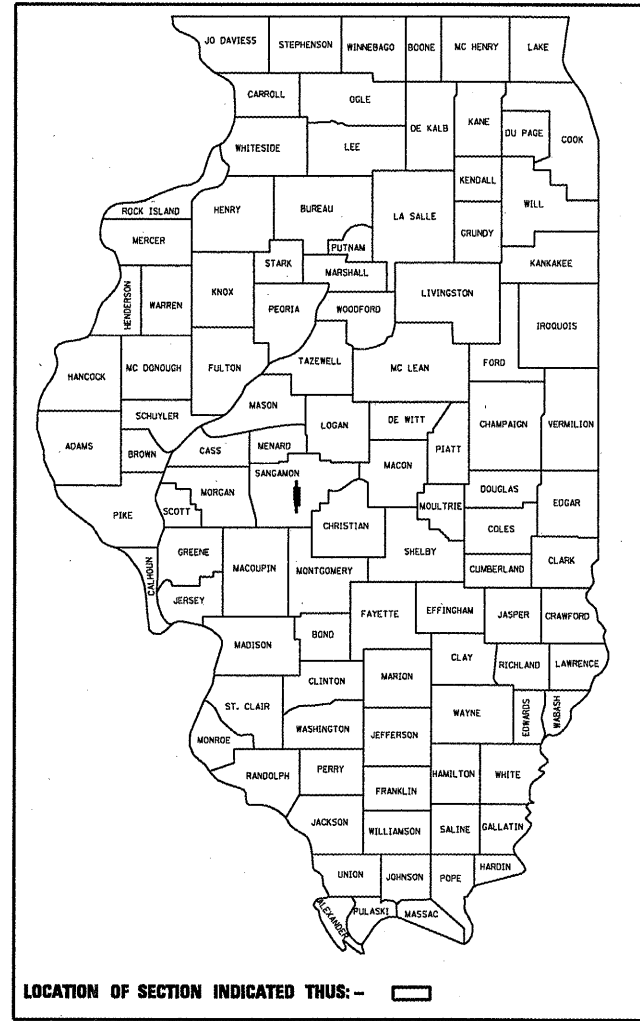 JO DAVIESS STEPHENSON WINNEBAGO BOONE MC HENRY LAKE
CARROLL OGLE DE KALB KANE DU PAGE COOK
WHITESIDE LEE
KENDALL WILL
ROCK ISLAND HENRY BUREAU LA SALLE GRUNDY
MERCER PUTNAM
STARK MARSHALL KANKAKEE
HENDERSON WARREN KNOX PEORIA WOODFORD LIVINGSTON IROQUOIS
HANCOCK MC DONOUGH FULTON TAZEWELL MC LEAN FORD
MASON
SCHUYLER LOGAN DE WITT CHAMPAIGN VERMILION
ADAMS BROWN CASS MENARD PIATT
SANGAMON MACON
PIKE SCOTT MORGAN CHRISTIAN MOULTRIE DOUGLAS EDGAR
COLES
GREENE MACOUPIN MONTGOMERY SHELBY CUMBERLAND CLARK
CALHOUN JERSEY
FAYETTE EFFINGHAM JASPER CRAWFORD
MADISON BOND
CLAY RICHLAND LAWRENCE
CLINTON MARION
ST. CLAIR WAYNE EDWARDS WABASH
WASHINGTON JEFFERSON
MONROE
RANDOLPH PERRY HAMILTON WHITE
FRANKLIN
JACKSON WILLIAMSON SALINE GALLATIN
UNION JOHNSON POPE HARDIN
ALEXANDER PULASKI MASSAC
LOCATION OF SECTION INDICATED THUS: –